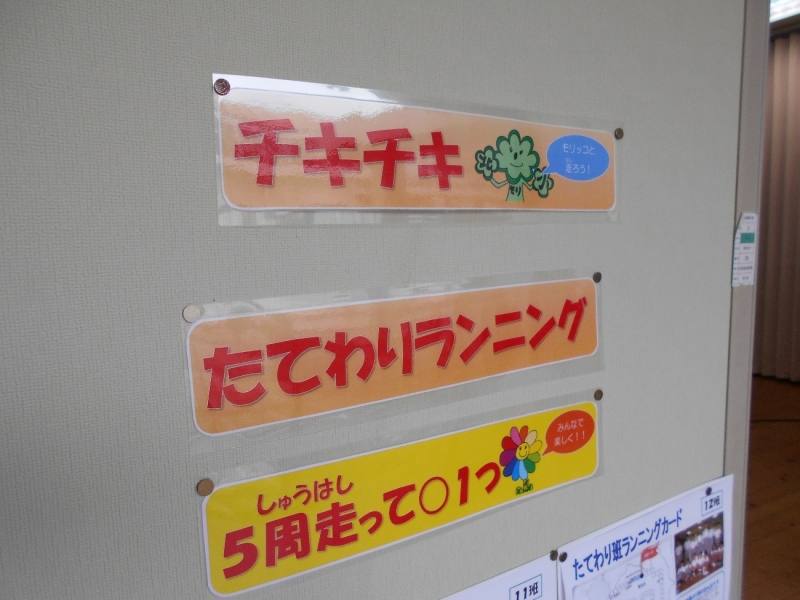 チキチキ
モリッコと
走ろう！
モリ
たてわりランニング
しゅうはし
5周走って○1つ
みんなで
楽しく！！
11班
12班
たてわり班ランニングカード